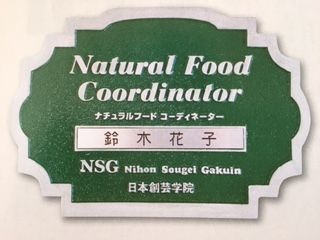 Natural Food
Coordinator
ナチュラルフード コーディネーター
鈴木花子
NSG Nihon Sougei Gakuin
日本創芸学院